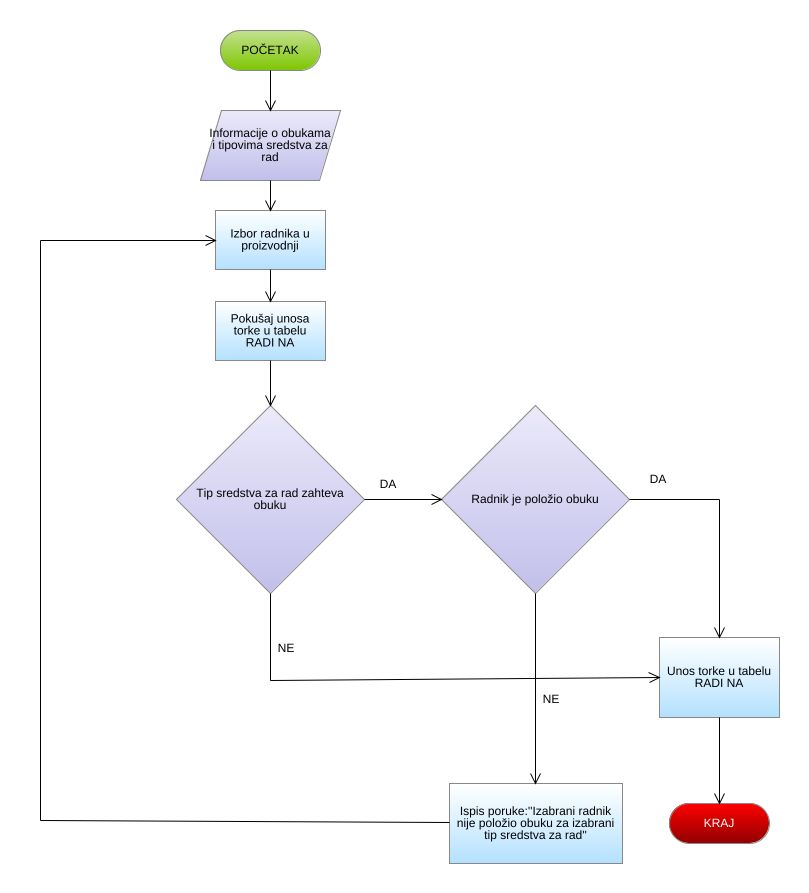 POČETAK
Informacije o obukama
i tipovima sredstva za
rad
Izbor radnika u
proizvodnji
Pokušaj unosa
torke u tabelu
RADI NA
Tip sredstva za rad zahteva
obuku
DA
Radnik je položio obuku
DA
NE
Unos torke u tabelu
RADI NA
NE
Ispis poruke:"Izabrani radnik
nije položio obuku za izabrani
tip sredstva za rad"
KRAJ